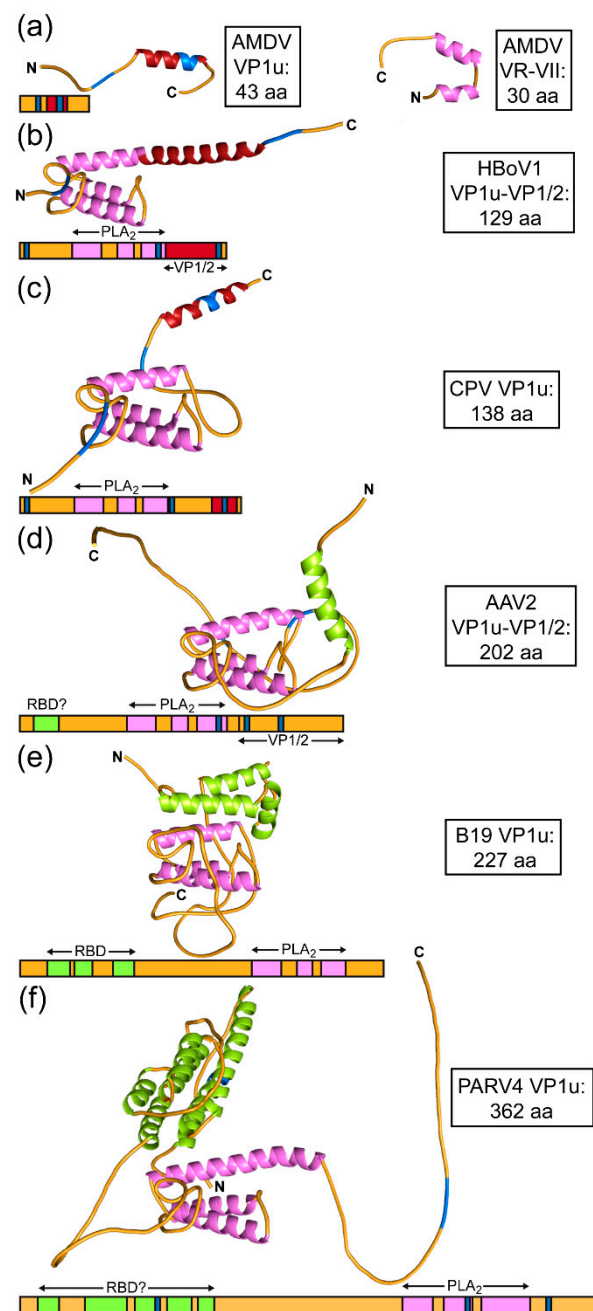 (a)
N
C
AMDV
VP1u:
43 aa
C
N
AMDV
VR-VII:
30 aa
(b)
C
N
HBoV1
VP1u-VP1/2:
129 aa
PLA2
VP1/2
(c)
C
N
CPV VP1u:
138 aa
PLA2
(d)
N
C
AAV2
VP1u-VP1/2:
202 aa
RBD?
PLA2
VP1/2
(e)
N
C
B19 VP1u:
227 aa
RBD
PLA2
(f)
C
N
PARV4 VP1u:
362 aa
RBD?
PLA2